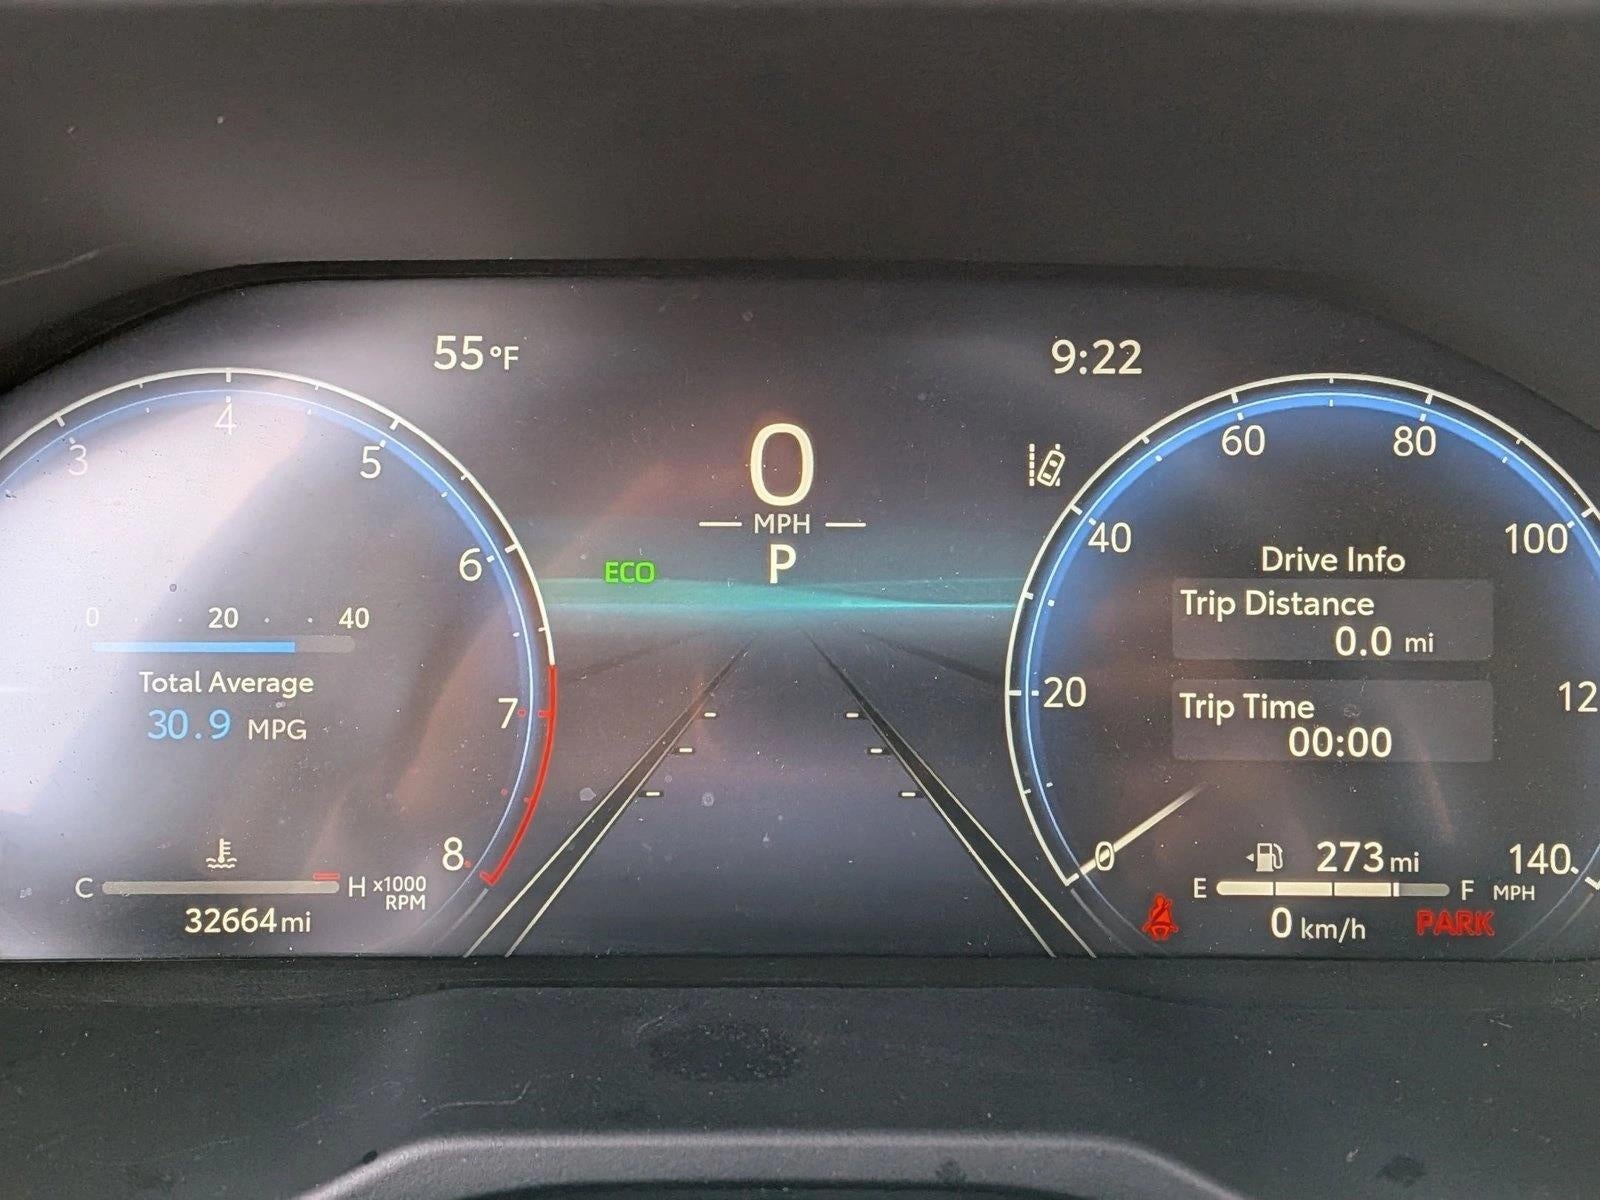 55°F
9:22
3
4
5
6
7
8
x1000
RPM
0 20 40
Total Average
30.9 MPG
C H
32664 mi
0
MPH
P
ECO
0
20
40
60
80
100
12
140
MPH
Drive Info
Trip Distance
0.0 mi
Trip Time
00:00
273 mi
E F
0 km/h
PARK